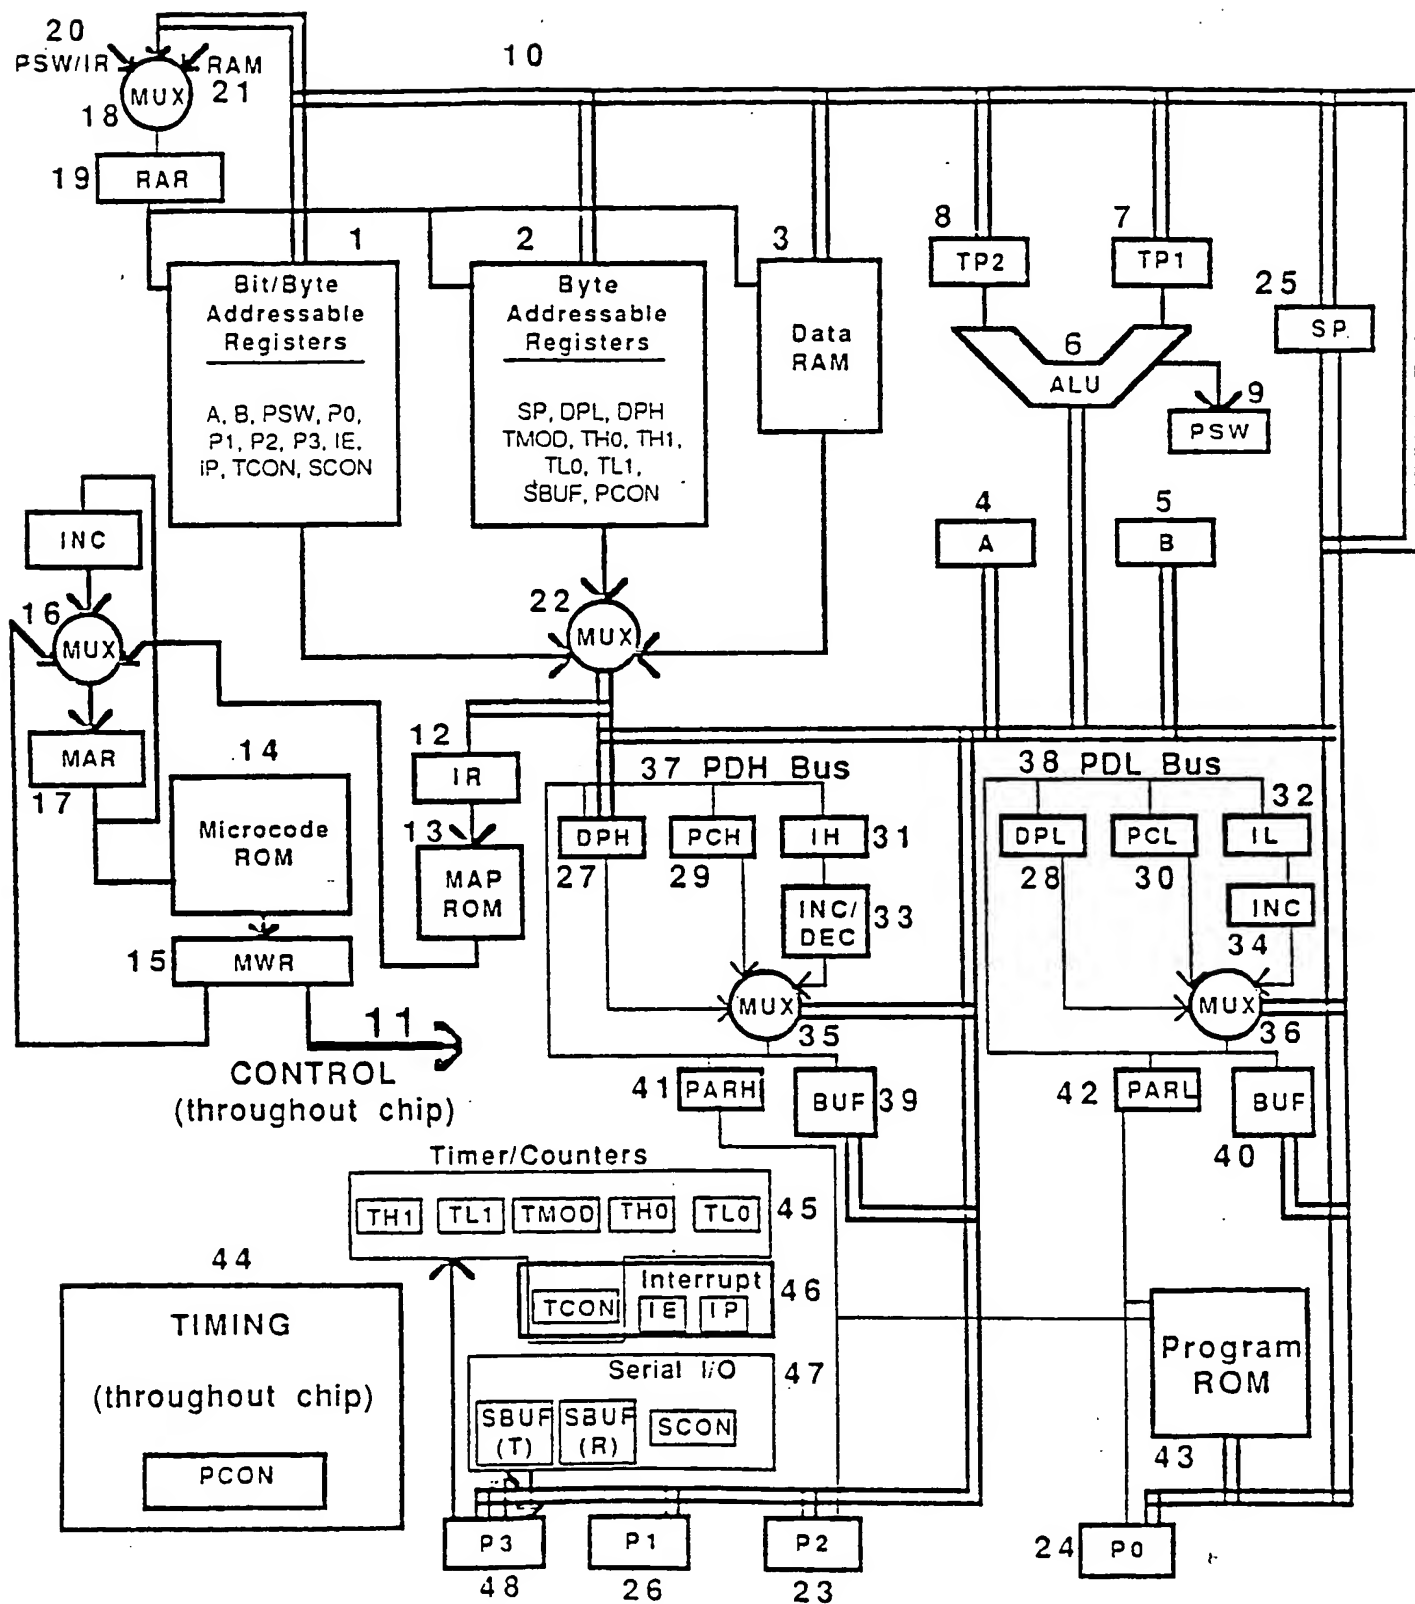 20
PSW/IR
RAM
21
10
MUX
18
19
RAR
1
2
3
8
7
TP2
TP1
25
SP
Bit/Byte
Addressable
Registers
A, B, PSW, P0,
P1, P2, P3, IE,
IP, TCON, SCON
Byte
Addressable
Registers
SP, DPL, DPH
TMOD, TH0, TH1,
TL0, TL1,
SBUF, PCON
Data
RAM
6
ALU
9
PSW
4
A
5
B
INC
16
MUX
22
MUX
MAR
17
14
Microcode
ROM
12
IR
13
MAP
ROM
15
MWR
11
CONTROL
(throughout chip)
37 PDH Bus
38 PDL Bus
DPH
27
PCH
29
IH
31
INC/
DEC
33
MUX
35
DPL
28
PCL
30
32
IL
INC
34
MUX
36
41
PARH
BUF
39
42
PARL
BUF
40
Timer/Counters
TH1
TL1
TMOD
TH0
TL0
45
Interrupt
TCON
IE
IP
46
Serial I/O
47
SBUF
(T)
SBUF
(R)
SCON
44
TIMING
(throughout chip)
PCON
Program
ROM
43
P3
48
P1
26
P2
23
24
P0